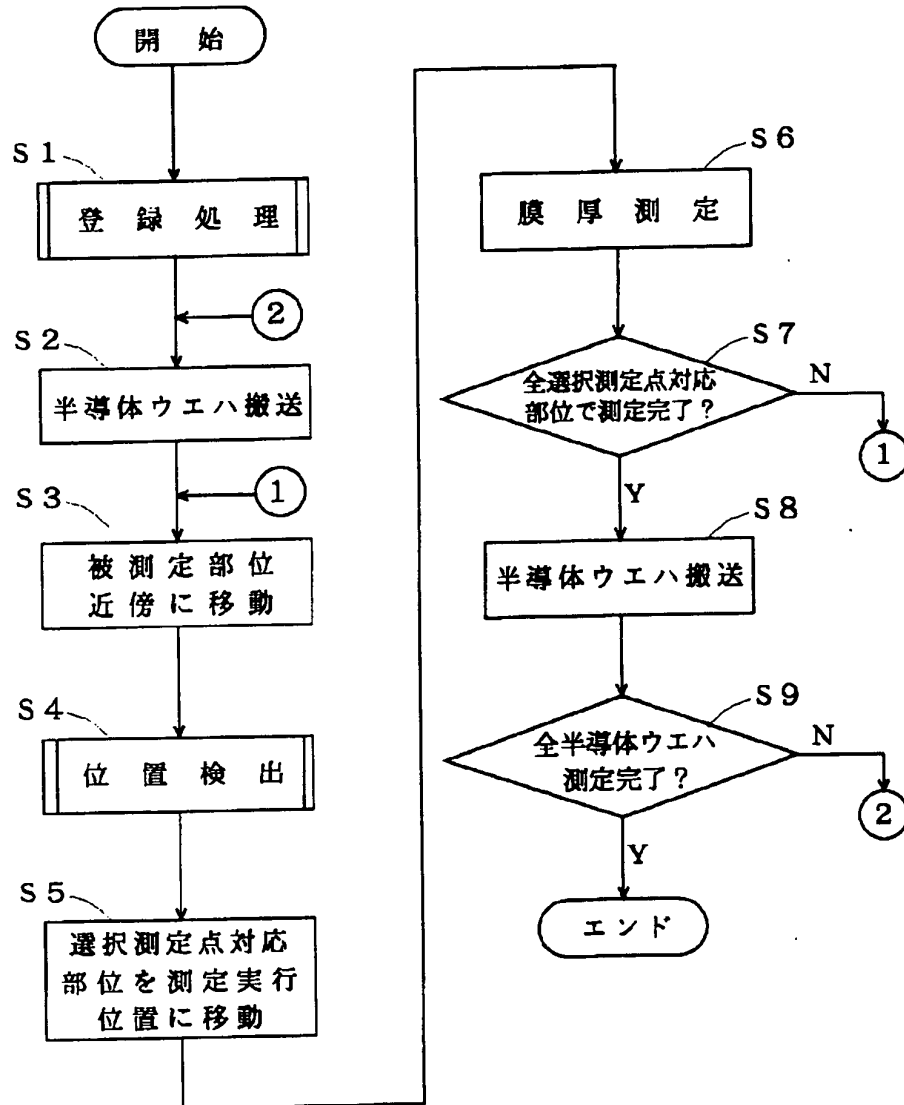 開始
S1
登録処理
②
S2
半導体ウエハ搬送
①
S3
被測定部位
近傍に移動
S4
位置検出
S5
選択測定点対応
部位を測定実行
位置に移動
S6
膜厚測定
S7
全選択測定点対応
部位で測定完了?
N
①
Y
S8
半導体ウエハ搬送
S9
全半導体ウエハ
測定完了?
N
②
Y
エンド